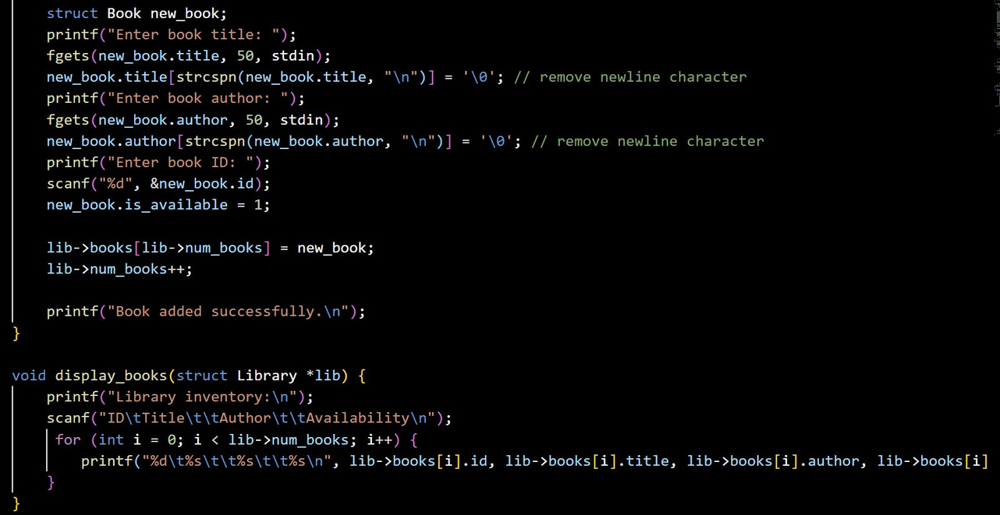 struct Book new_book;
printf("Enter book title: ");
fgets(new_book.title, 50, stdin);
new_book.title[strcspn(new_book.title, "\n")] = '\0'; // remove newline character
printf("Enter book author: ");
fgets(new_book.author, 50, stdin);
new_book.author[strcspn(new_book.author, "\n")] = '\0'; // remove newline character
printf("Enter book ID: ");
scanf("%d", &new_book.id);
new_book.is_available = 1;
lib->books[lib->num_books] = new_book;
lib->num_books++;
printf("Book added successfully.\n");
}
void display_books(struct Library *lib) {
printf("Library inventory:\n");
scanf("ID\tTitle\t\tAuthor\t\tAvailability\n");
for (int i = 0; i < lib->num_books; i++) {
printf("%d\t%s\t\t%s\t\t%s\n", lib->books[i].id, lib->books[i].title, lib->books[i].author, lib->books[i]
}
}